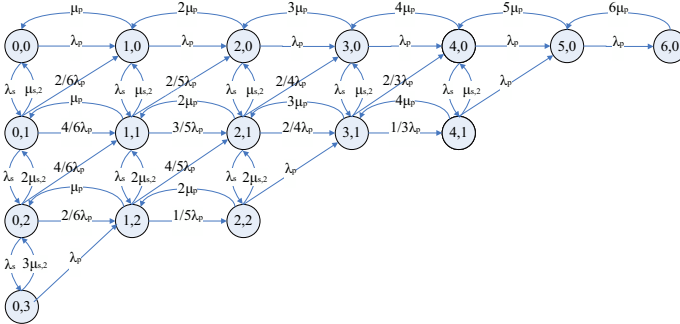 μₚ 2μₚ 3μₚ 4μₚ 5μₚ 6μₚ
0,0 λₚ 1,0 λₚ 2,0 λₚ 3,0 λₚ 4,0 λₚ 5,0 λₚ 6,0
λₛ μₛ,₂ 2/6λₚ λₛ μₛ,₂ 2/5λₚ λₛ μₛ,₂ 2/4λₚ λₛ μₛ,₂ 2/3λₚ λₛ μₛ,₂ λₚ
μₚ 2μₚ 3μₚ 4μₚ
0,1 4/6λₚ 1,1 3/5λₚ 2,1 2/4λₚ 3,1 1/3λₚ 4,1
λₛ 2μₛ,₂ 4/6λₚ λₛ 2μₛ,₂ 4/5λₚ λₛ 2μₛ,₂ λₚ
μₚ 2μₚ
0,2 2/6λₚ 1,2 1/5λₚ 2,2
λₛ 3μₛ,₂ λₚ
0,3